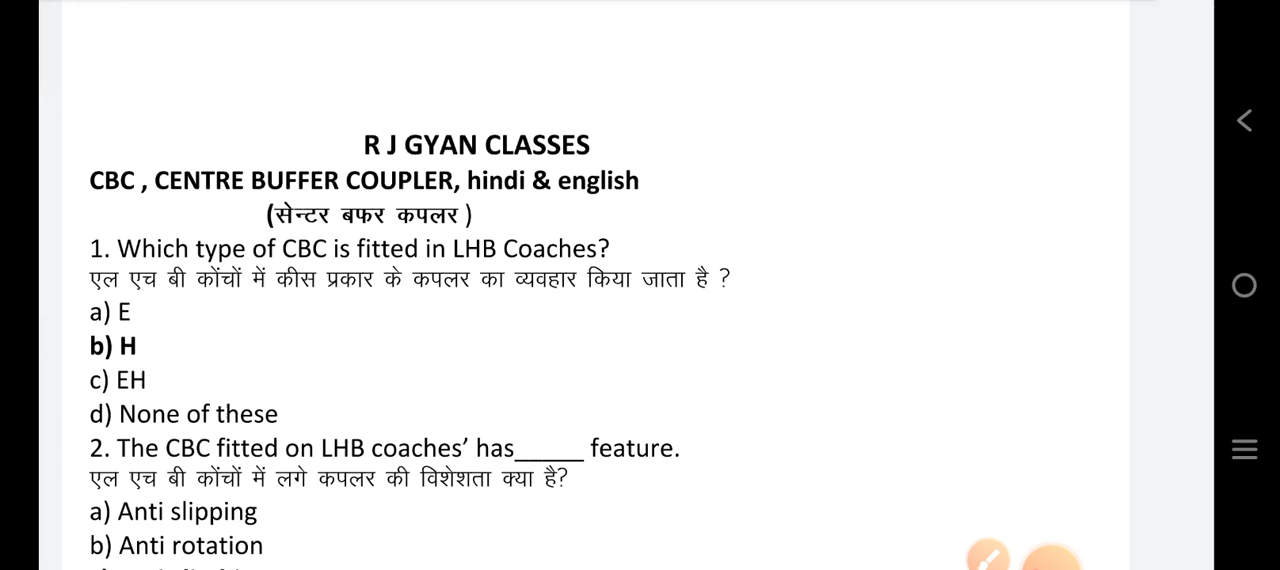 R J GYAN CLASSES
CBC , CENTRE BUFFER COUPLER, hindi & english
(सेन्टर बफर कपलर )
1. Which type of CBC is fitted in LHB Coaches?
एल एच बी कोंचों में कीस प्रकार के कपलर का व्यवहार किया जाता है ?
a) E
b) H
c) EH
d) None of these
2. The CBC fitted on LHB coaches’ has_____ feature.
एल एच बी कोंचों में लगे कपलर की विशेशता क्या है?
a) Anti slipping
b) Anti rotation